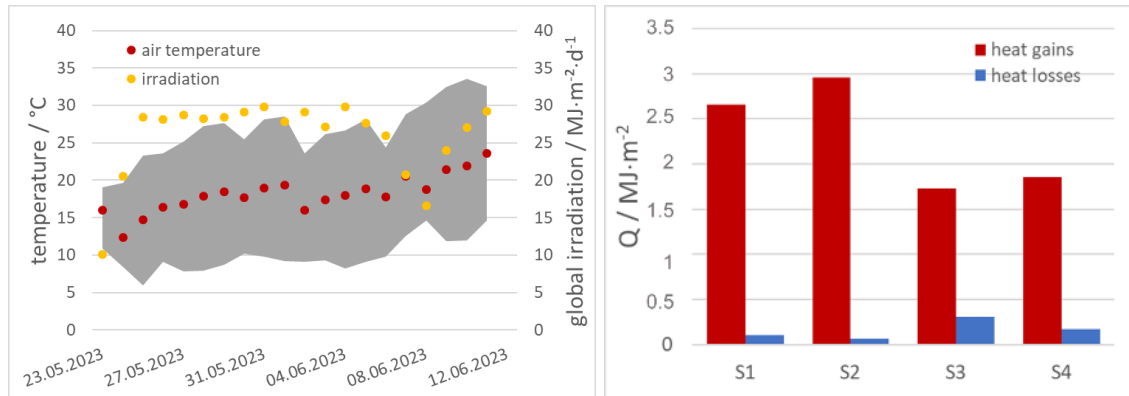 40
35
30
25
20
15
10
5
0
temperature / °C
air temperature
irradiation
40
35
30
25
20
15
10
5
0
global irradiation / MJ·m⁻²·d⁻¹
23.05.2023
27.05.2023
31.05.2023
04.06.2023
08.06.2023
12.06.2023
3.5
3
2.5
2
1.5
1
0.5
0
Q / MJ·m⁻²
heat gains
heat losses
S1
S2
S3
S4